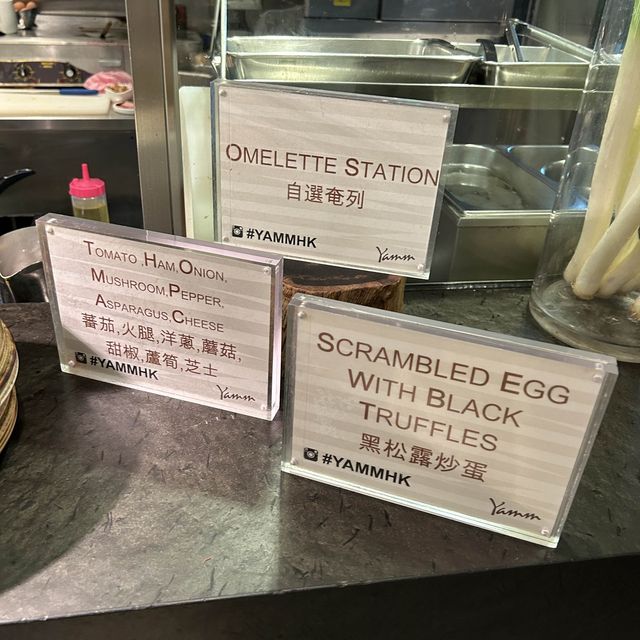 OMELETTE STATION
自選奄列
#YAMMHK
Yamm
TOMATO ,HAM,ONION,
MUSHROOM,PEPPER,
ASPARAGUS,CHEESE
蕃茄,火腿,洋蔥,蘑菇,
甜椒,蘆筍,芝士
#YAMMHK
Yamm
SCRAMBLED EGG
WITH BLACK
TRUFFLES
黑松露炒蛋
#YAMMHK
Yamm